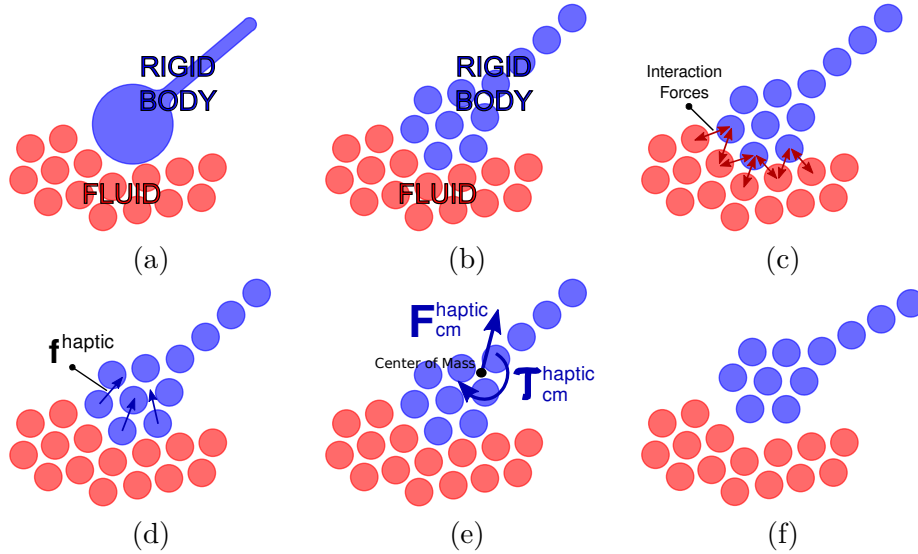 RIGID
BODY
FLUID
(a)
RIGID
BODY
FLUID
(b)
Interaction
Forces
(c)
f haptic
(d)
F haptic cm
Center of Mass
T haptic cm
(e)
(f)